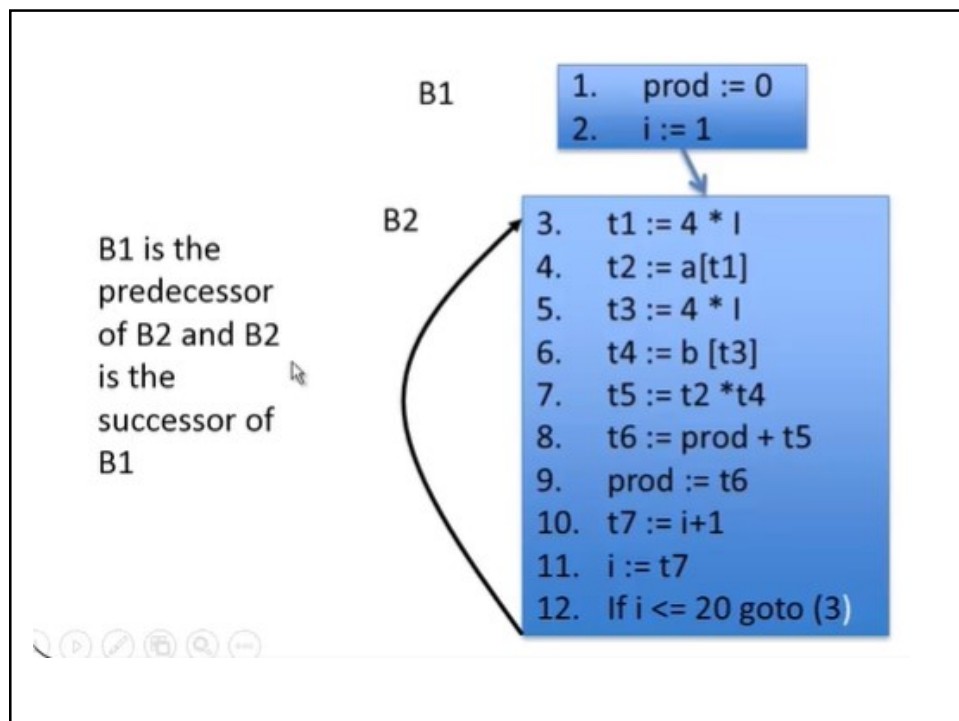 B1
1. prod := 0
2. i := 1
B2
B1 is the
predecessor
of B2 and B2
is the
successor of
B1
3. t1 := 4 * I
4. t2 := a[t1]
5. t3 := 4 * I
6. t4 := b [t3]
7. t5 := t2 *t4
8. t6 := prod + t5
9. prod := t6
10. t7 := i+1
11. i := t7
12. If i <= 20 goto (3)